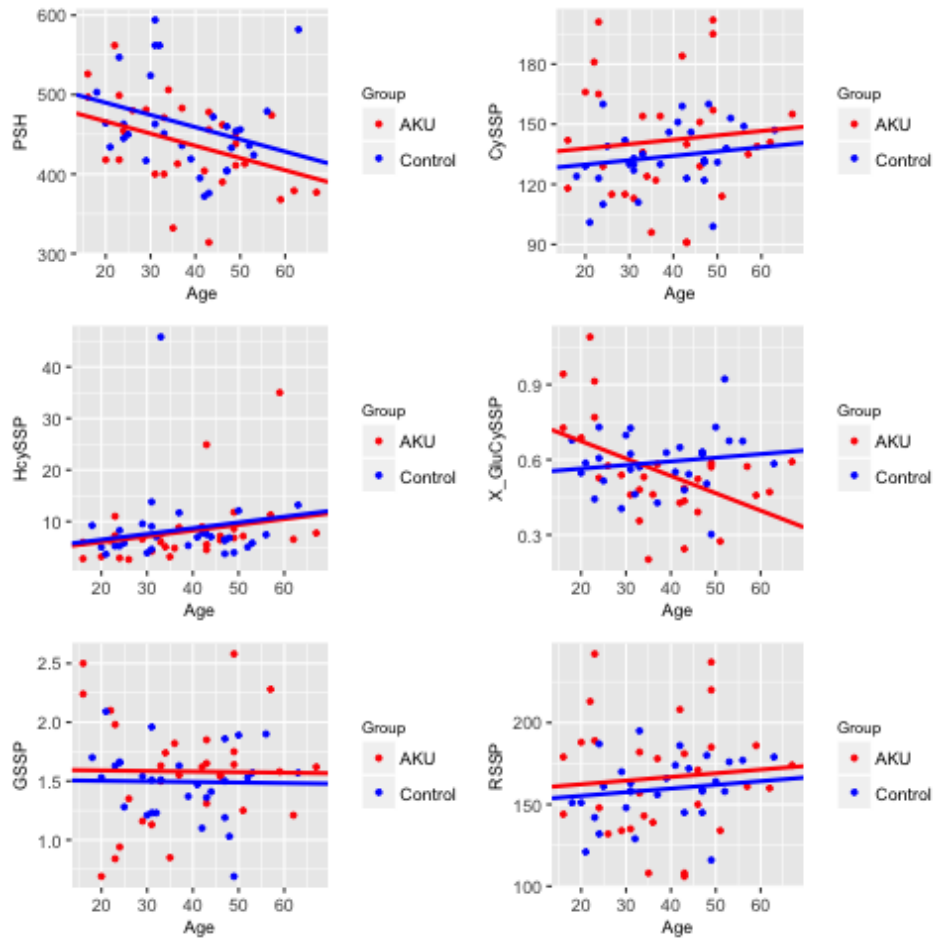 600
500
400
300
PSH
20 30 40 50 60
Age
Group
AKU
Control
180
150
120
90
CySSP
20 30 40 50 60
Age
Group
AKU
Control
40
30
20
10
HcySSP
20 30 40 50 60
Age
Group
AKU
Control
0.9
0.6
0.3
X_GluCySSP
20 30 40 50 60
Age
Group
AKU
Control
2.5
2.0
1.5
1.0
GSSP
20 30 40 50 60
Age
Group
AKU
Control
200
150
100
RSSP
20 30 40 50 60
Age
Group
AKU
Control